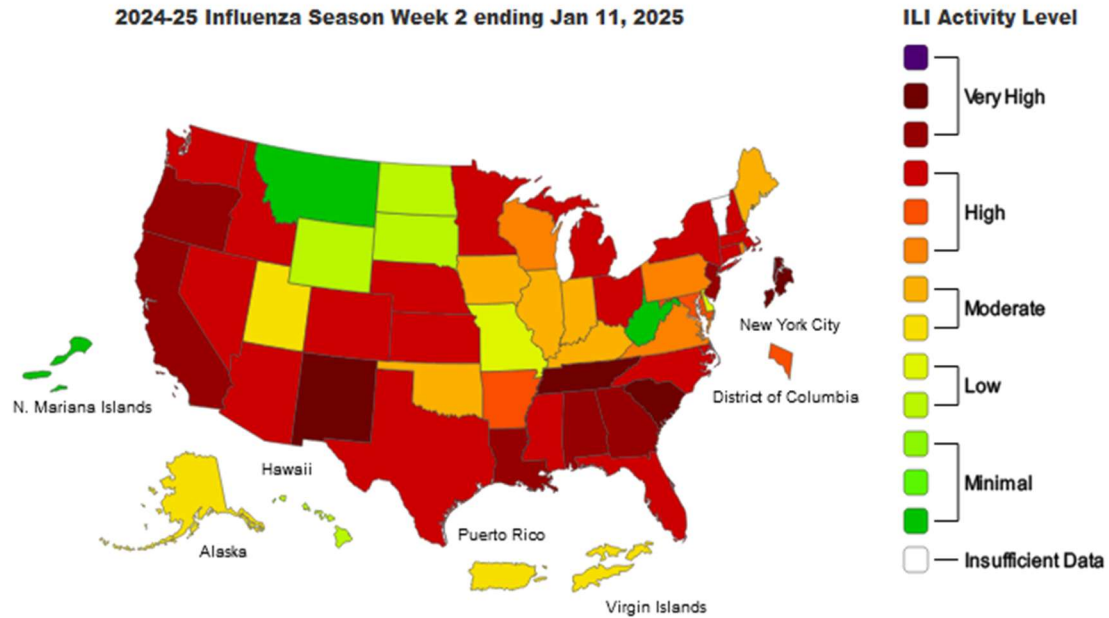 2024-25 Influenza Season Week 2 ending Jan 11, 2025
ILI Activity Level
Very High
High
Moderate
Low
Minimal
Insufficient Data
New York City
District of Columbia
N. Mariana Islands
Hawaii
Alaska
Puerto Rico
Virgin Islands